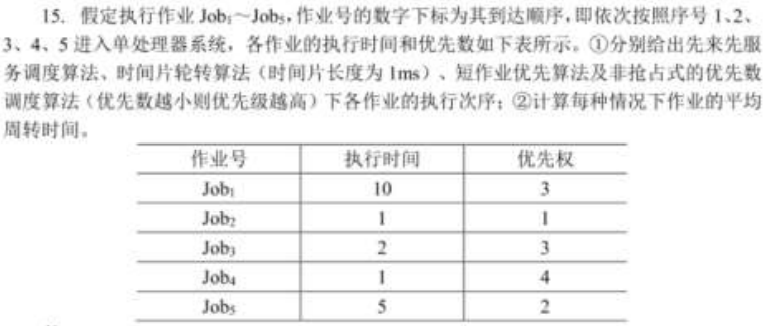 15. 假定执行作业 Job₁~Job₅,作业号的数字下标为其到达顺序,即依次按照序号 1、2、
3、4、5 进入单处理器系统,各作业的执行时间和优先数如下表所示。①分别给出先来先服
务调度算法、时间片轮转算法(时间片长度为 1ms)、短作业优先算法及非抢占式的优先数
调度算法(优先数越小则优先级越高)下各作业的执行次序;②计算每种情况下作业的平均
周转时间。
作业号 执行时间 优先权
Job₁ 10 3
Job₂ 1 1
Job₃ 2 3
Job₄ 1 4
Job₅ 5 2